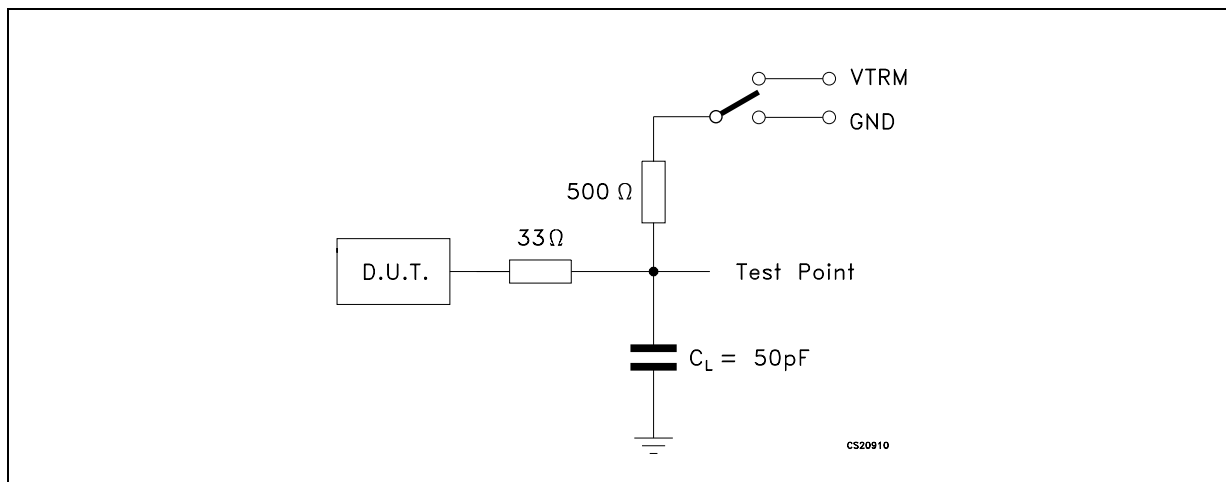 VTRM
GND
500 Ω
33Ω
D.U.T.
Test Point
C_L = 50pF
CS20910